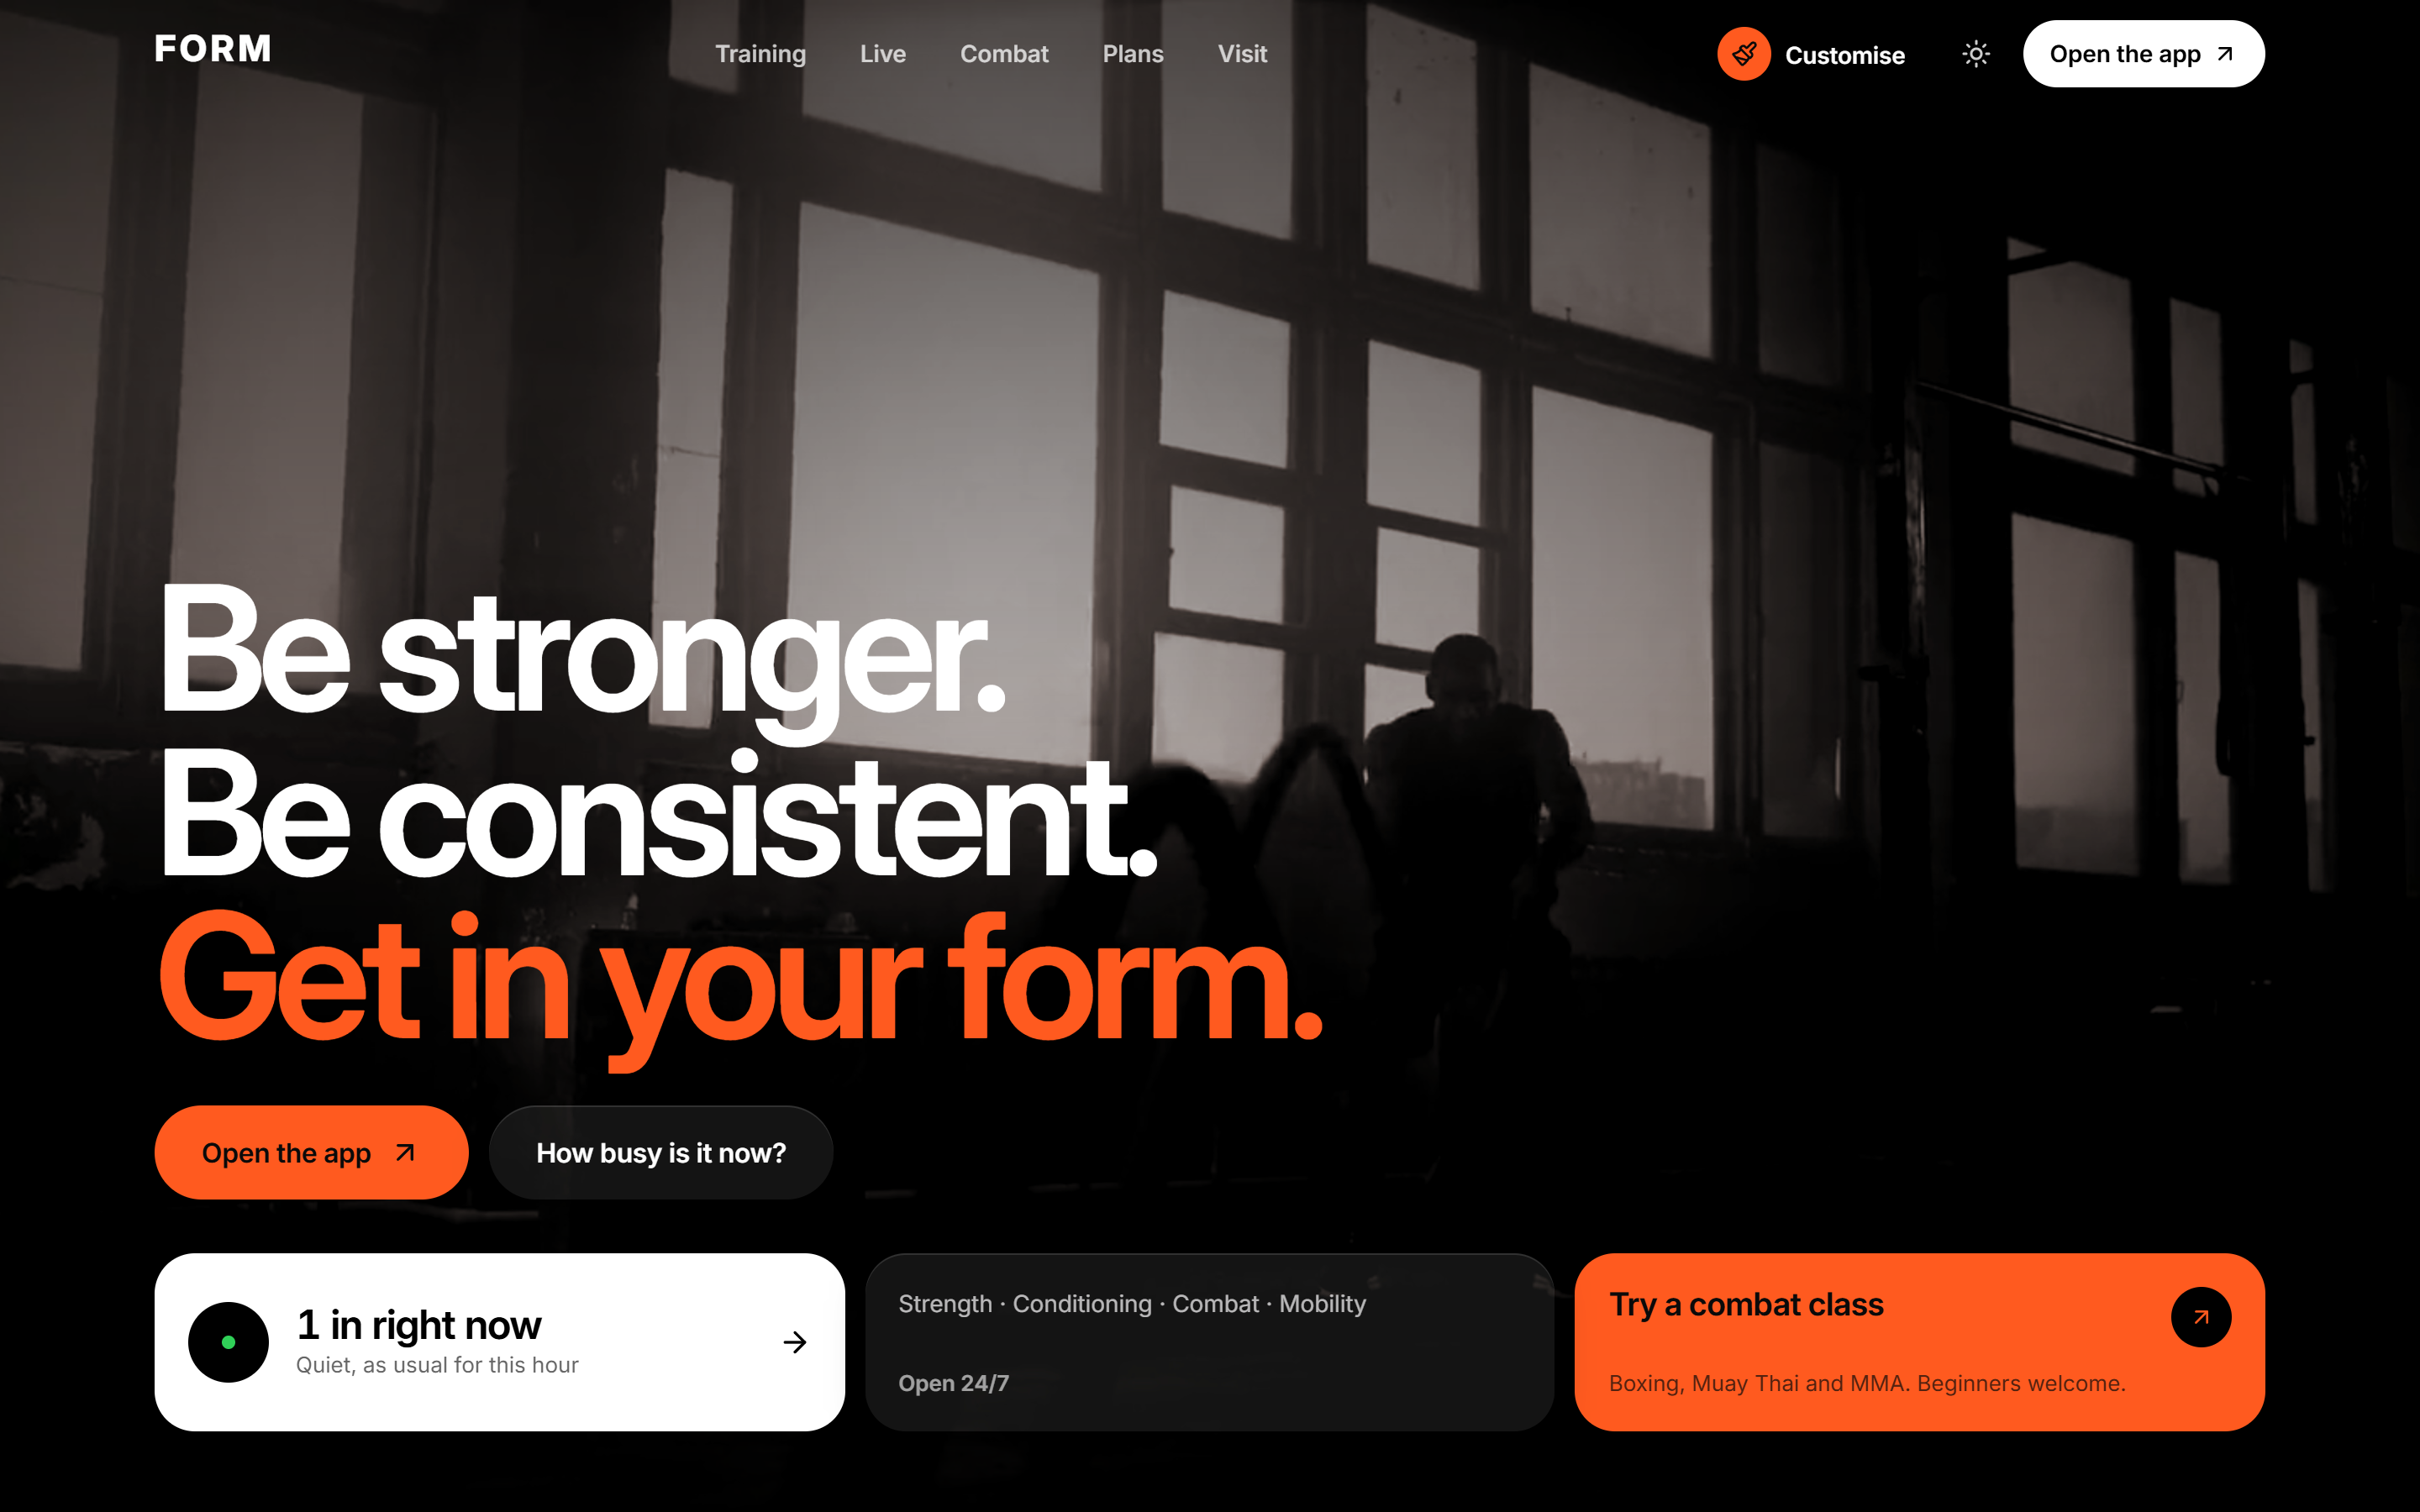 FORM
Training
Live
Combat
Plans
Visit
Customise
Open the app
Be stronger.
Be consistent.
Get in your form.
Open the app
How busy is it now?
1 in right now
Quiet, as usual for this hour
Strength · Conditioning · Combat · Mobility
Open 24/7
Try a combat class
Boxing, Muay Thai and MMA. Beginners welcome.